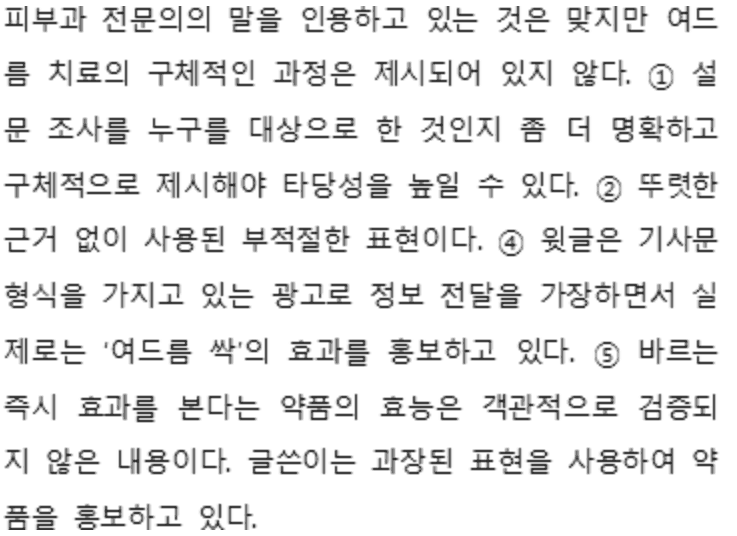 피부과 전문의의 말을 인용하고 있는 것은 맞지만 여드
름 치료의 구체적인 과정은 제시되어 있지 않다. ① 설
문 조사를 누구를 대상으로 한 것인지 좀 더 명확하고
구체적으로 제시해야 타당성을 높일 수 있다. ② 뚜렷한
근거 없이 사용된 부적절한 표현이다. ④ 윗글은 기사문
형식을 가지고 있는 광고로 정보 전달을 가장하면서 실
제로는 ‘여드름 싹’의 효과를 홍보하고 있다. ⑤ 바르는
즉시 효과를 본다는 약품의 효능은 객관적으로 검증되
지 않은 내용이다. 글쓴이는 과장된 표현을 사용하여 약
품을 홍보하고 있다.